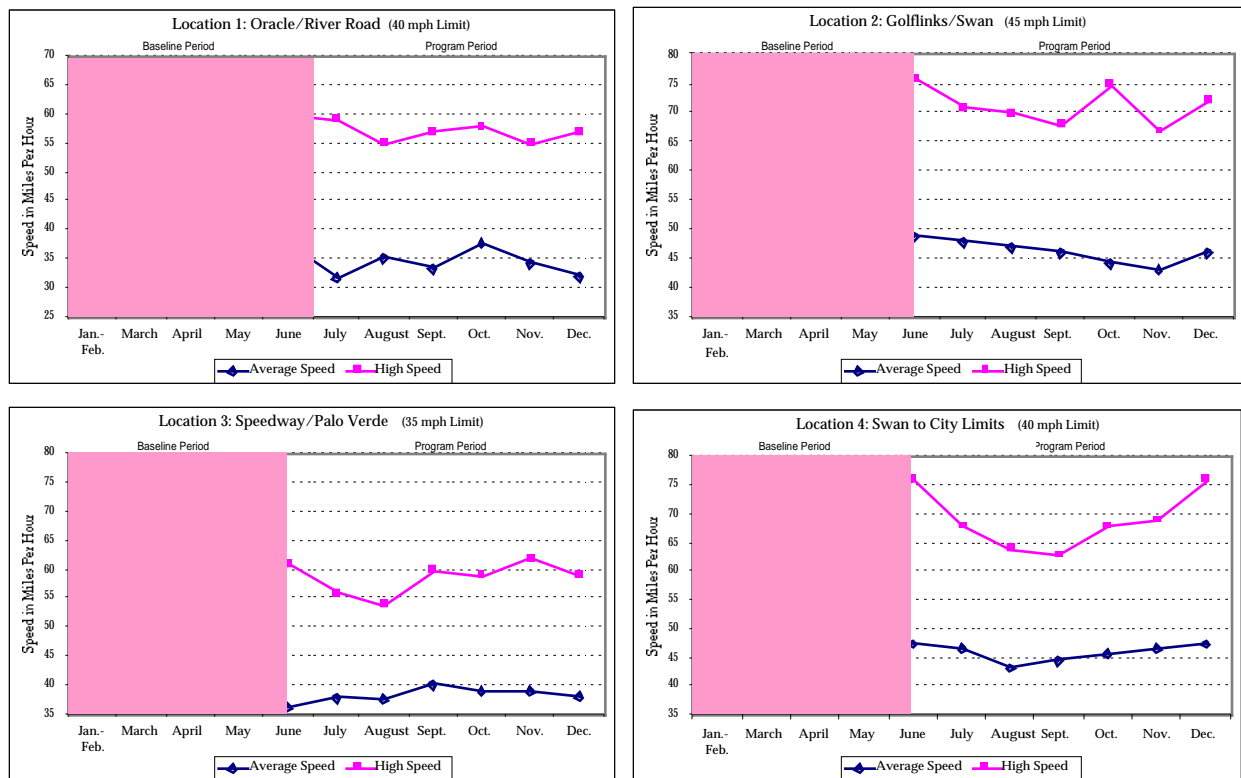 Location 1: Oracle/River Road (40 mph Limit)
Baseline Period Program Period
Speed in Miles Per Hour
70
65
60
55
50
45
40
35
30
25
Jan.- March April May June July August Sept. Oct. Nov. Dec.
Feb.
Average Speed High Speed
Location 2: Golflinks/Swan (45 mph Limit)
Baseline Period Program Period
Speed in Miles Per Hour
80
75
70
65
60
55
50
45
40
35
Jan.- March April May June July August Sept. Oct. Nov. Dec.
Feb.
Average Speed High Speed
Location 3: Speedway/Palo Verde (35 mph Limit)
Baseline Period Program Period
Speed in Miles Per Hour
80
75
70
65
60
55
50
45
40
35
Jan.- March April May June July August Sept. Oct. Nov. Dec.
Feb.
Average Speed High Speed
Location 4: Swan to City Limits (40 mph Limit)
Baseline Period Program Period
Speed in Miles Per Hour
80
75
70
65
60
55
50
45
40
35
Jan.- March April May June July August Sept. Oct. Nov. Dec.
Feb.
Average Speed High Speed